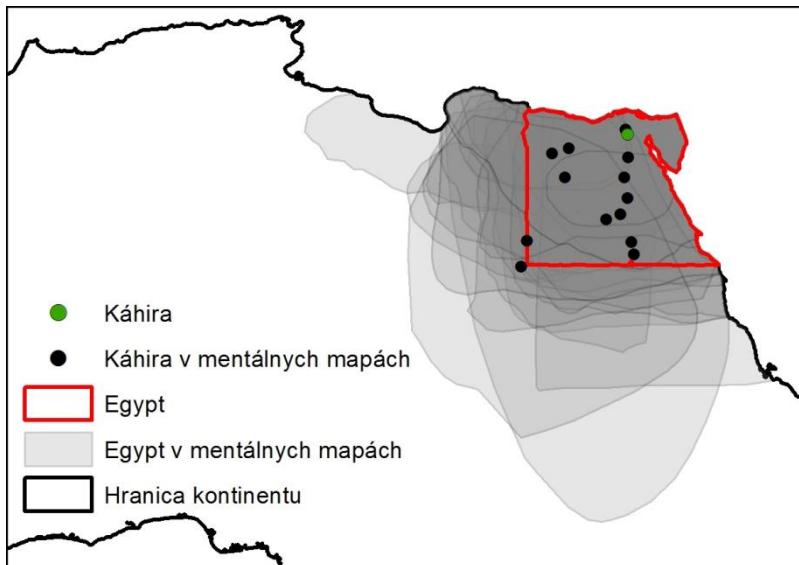 Káhira
Káhira v mentálnych mapách
Egypt
Egypt v mentálnych mapách
Hranica kontinentu